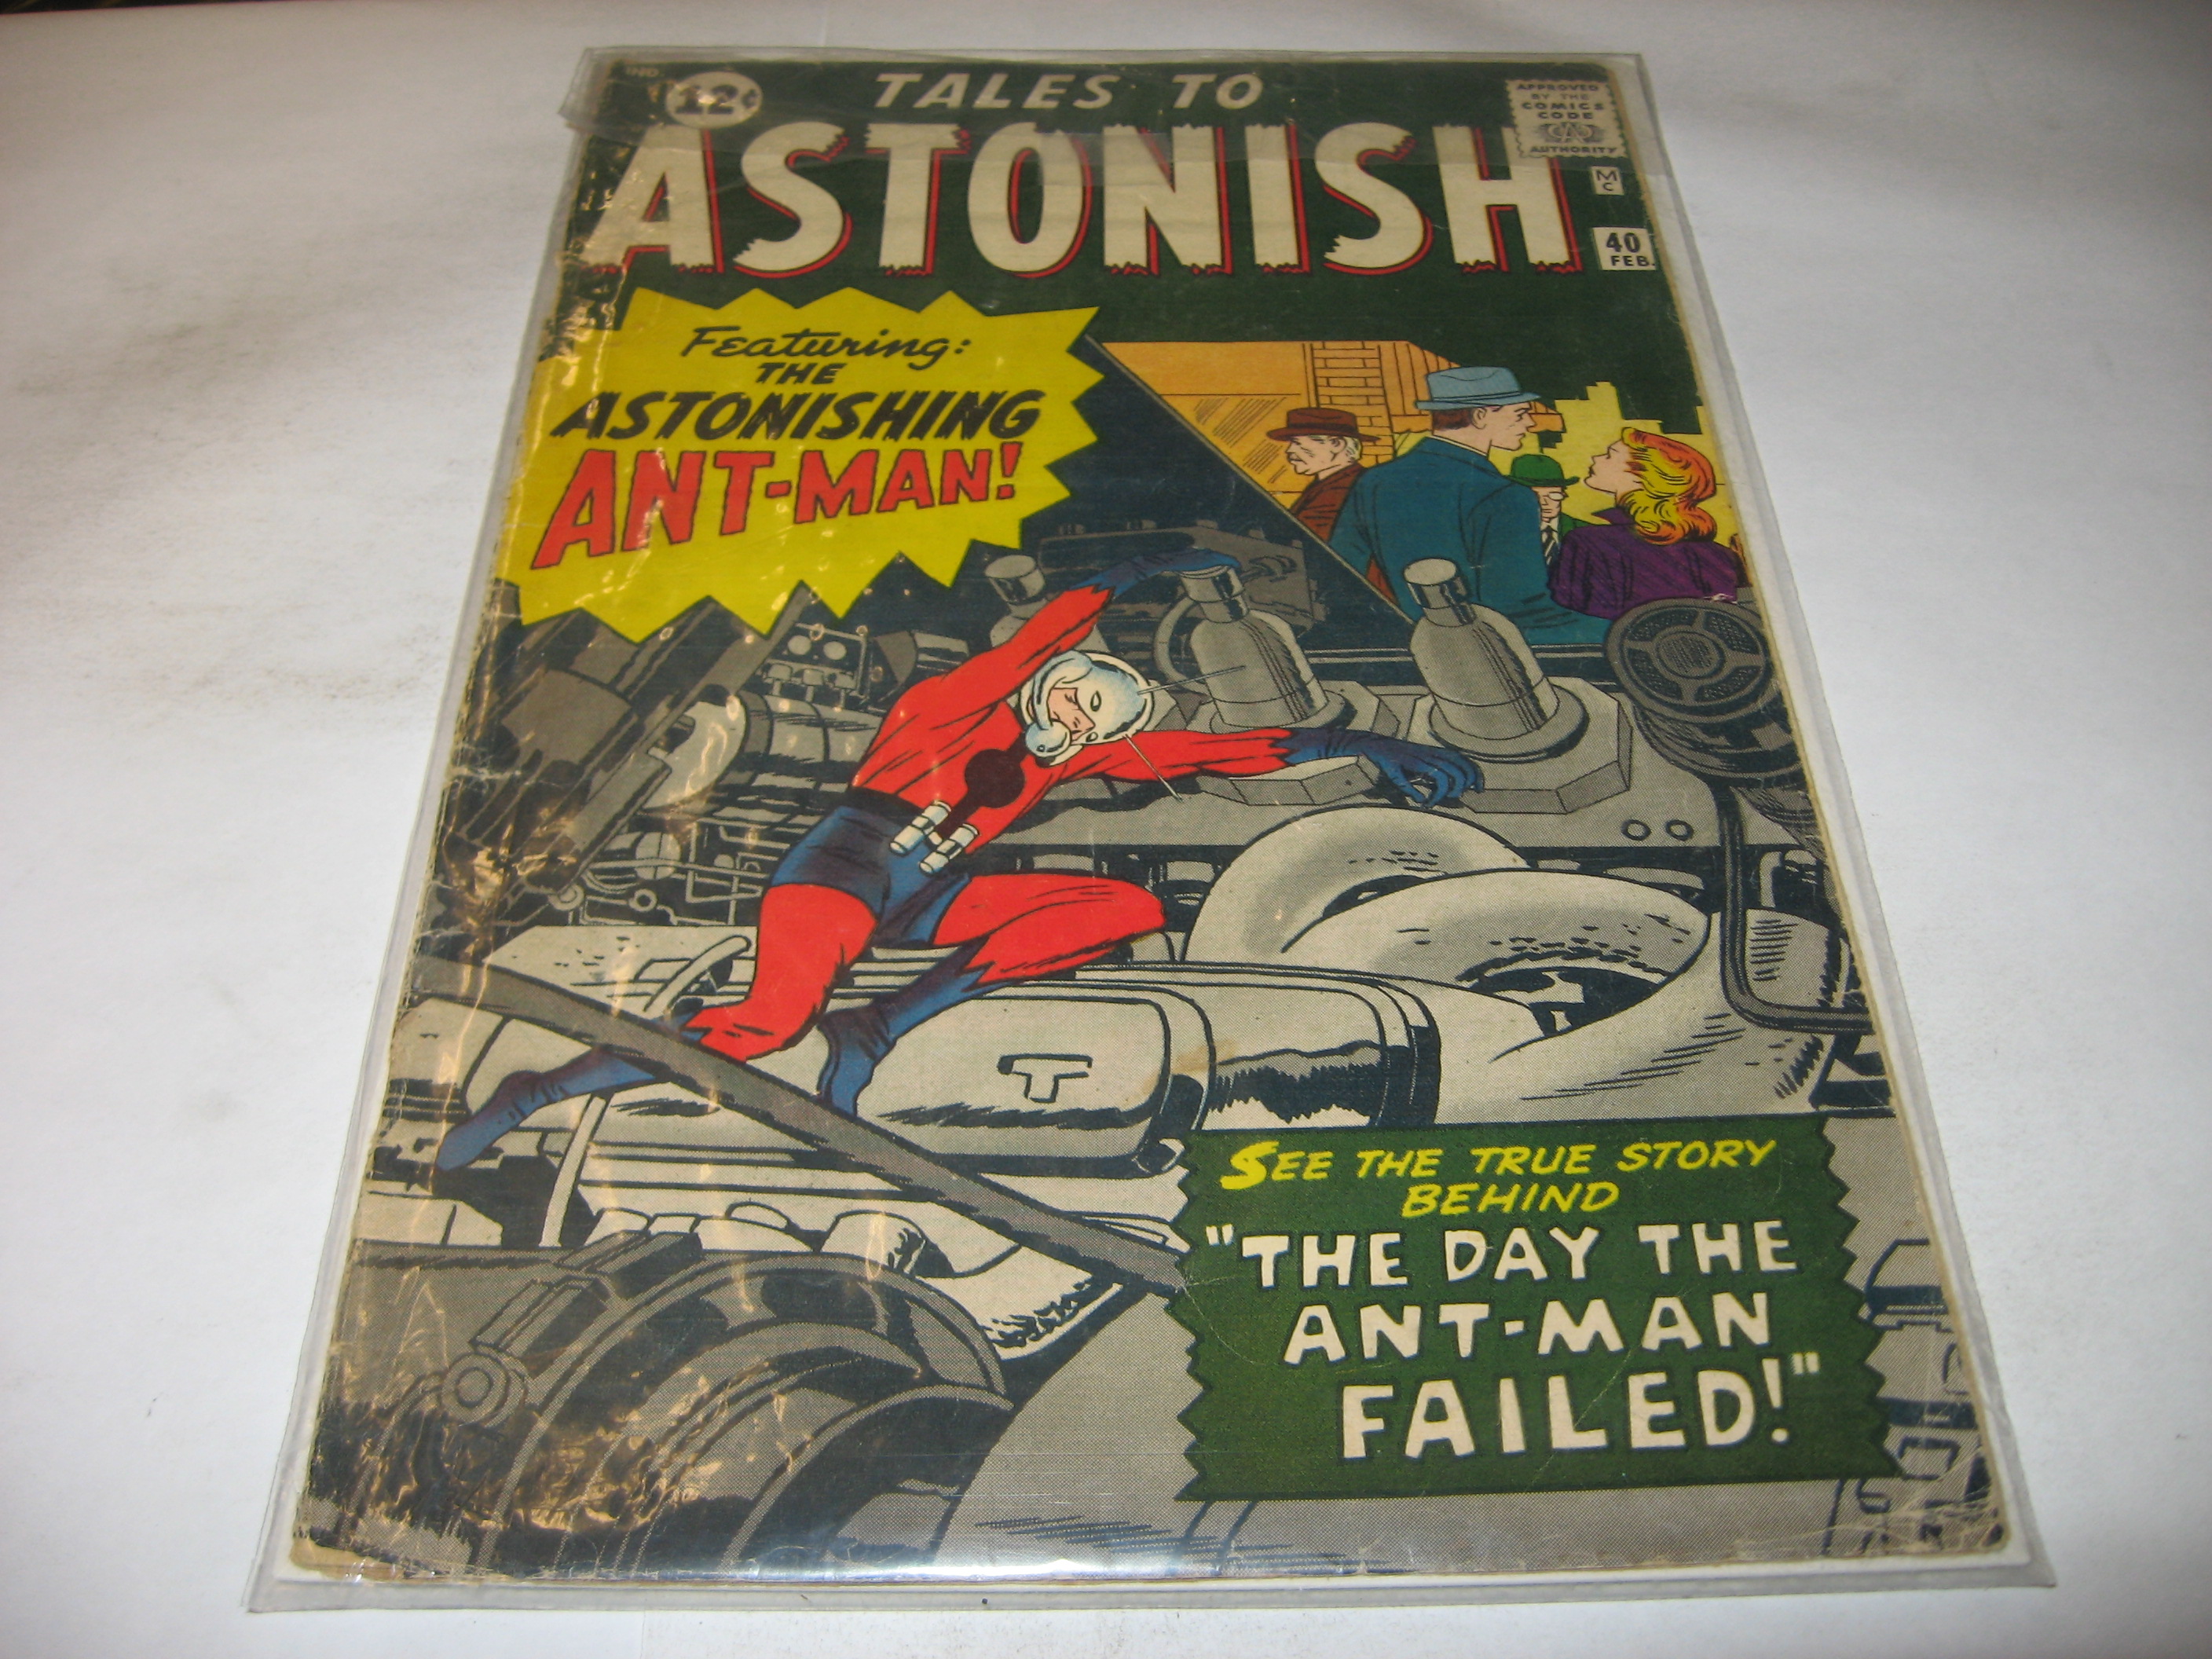 IND.
12¢
TALES TO
ASTONISH
APPROVED
BY THE
COMICS
CODE
AUTHORITY
M
C
40
FEB.
Featuring:
THE
ASTONISHING
ANT-MAN!
T
SEE THE TRUE STORY
BEHIND
"THE DAY THE
ANT-MAN
FAILED!"